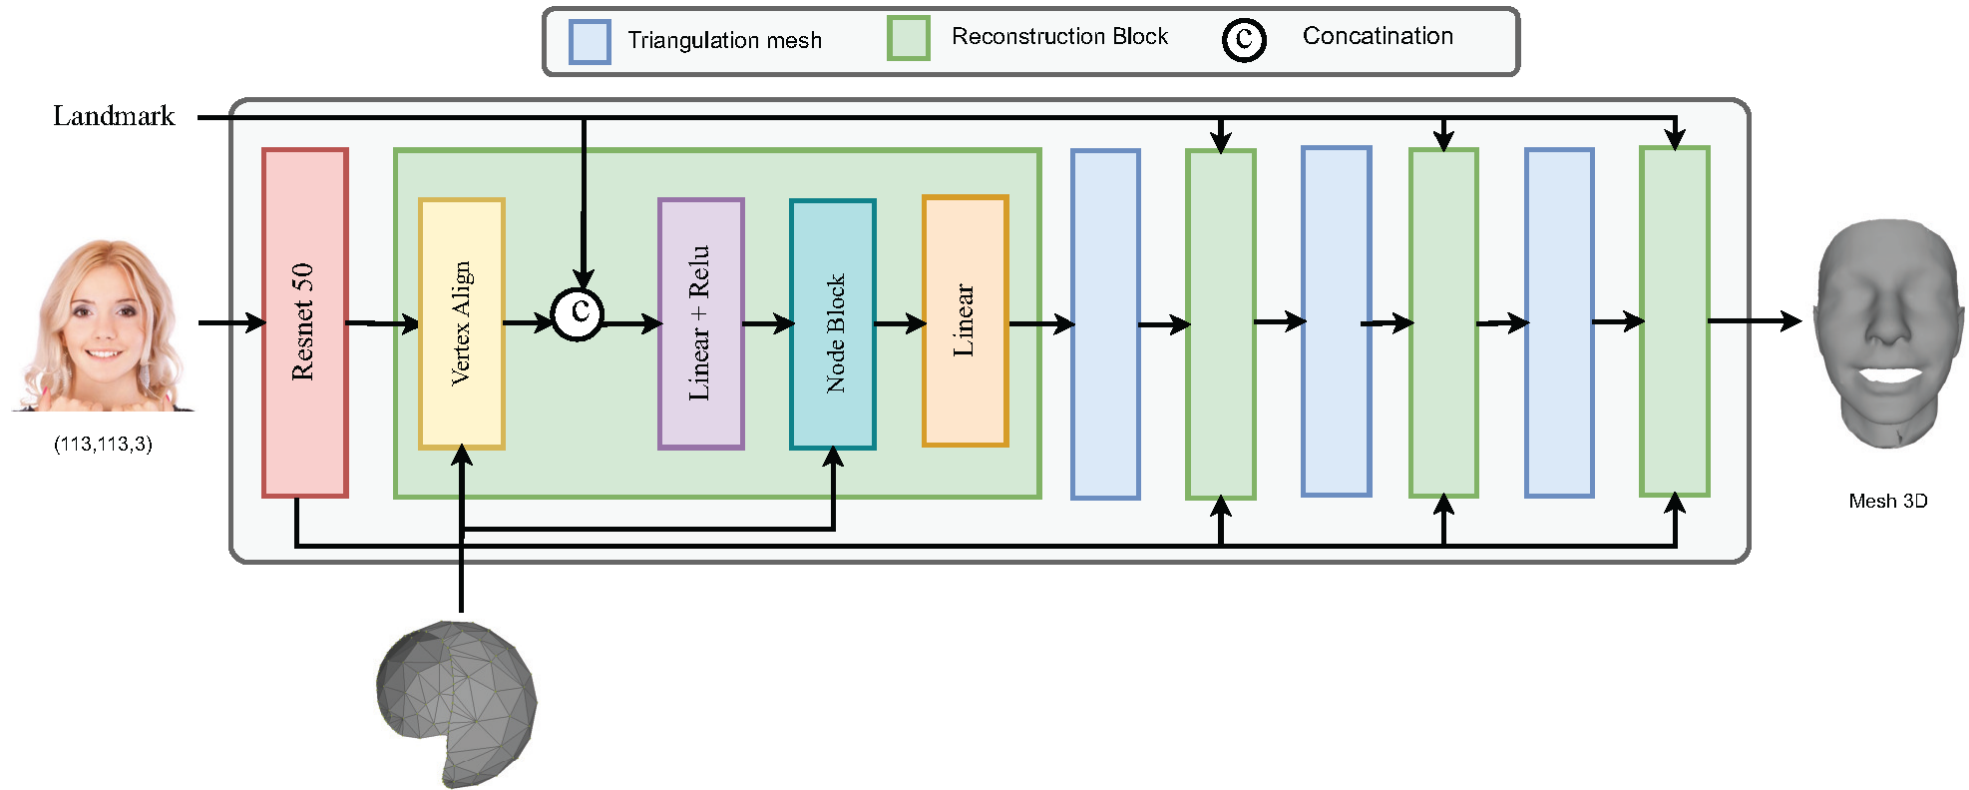 Triangulation mesh
Reconstruction Block
C
Concatination
Landmark
Resnet 50
Vertex Align
C
Linear + Relu
Node Block
Linear
(113,113,3)
Mesh 3D